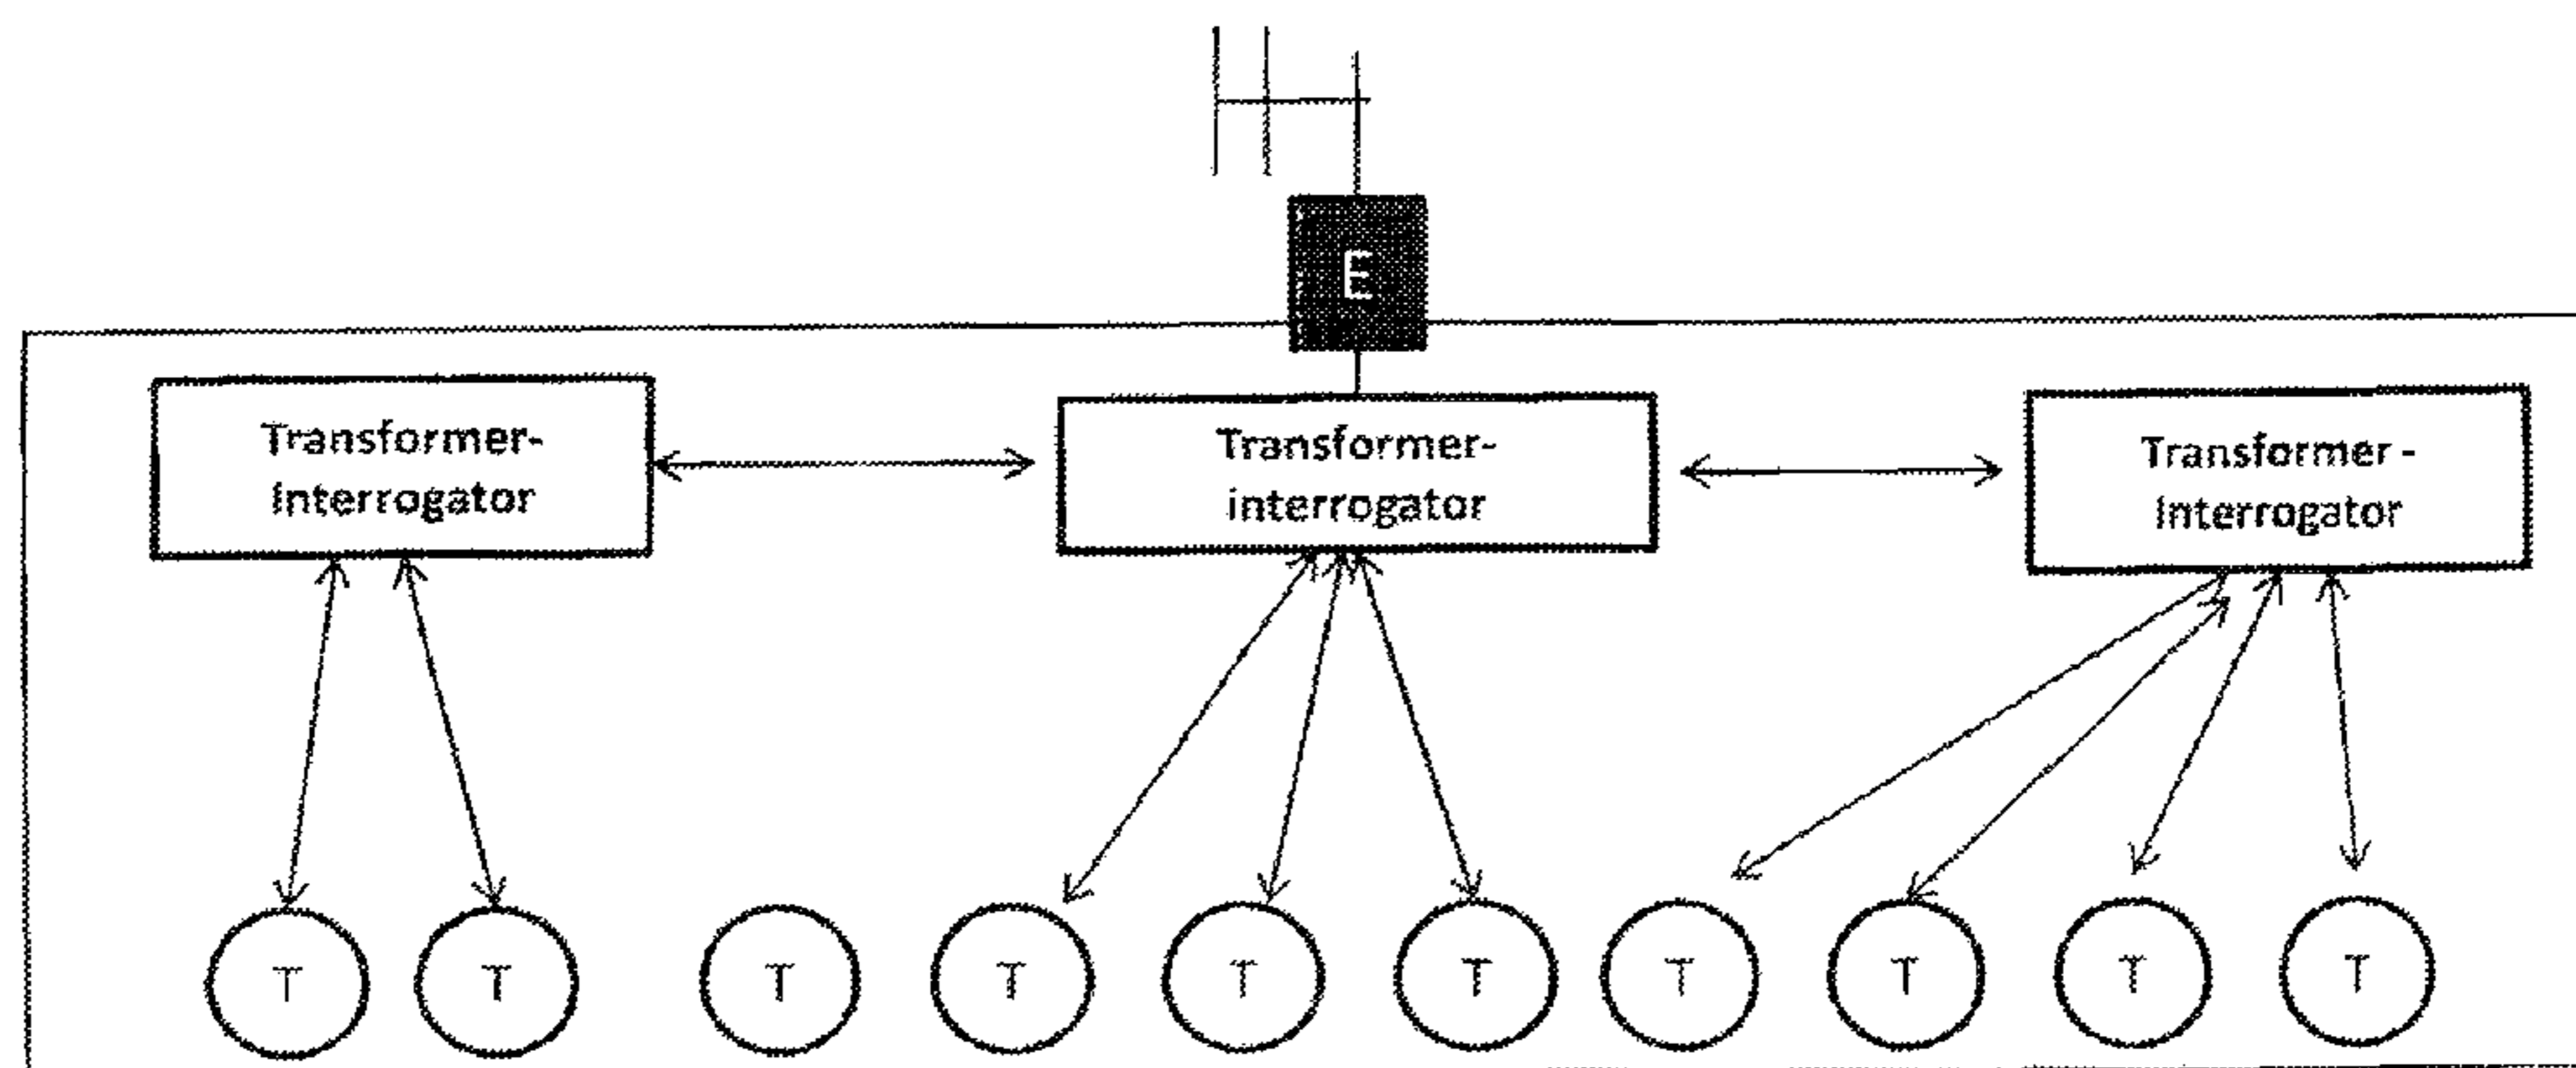 E
Transformer-
Interrogator
Transformer-
interrogator
Transformer -
Interrogator
T T T T T T T T T T